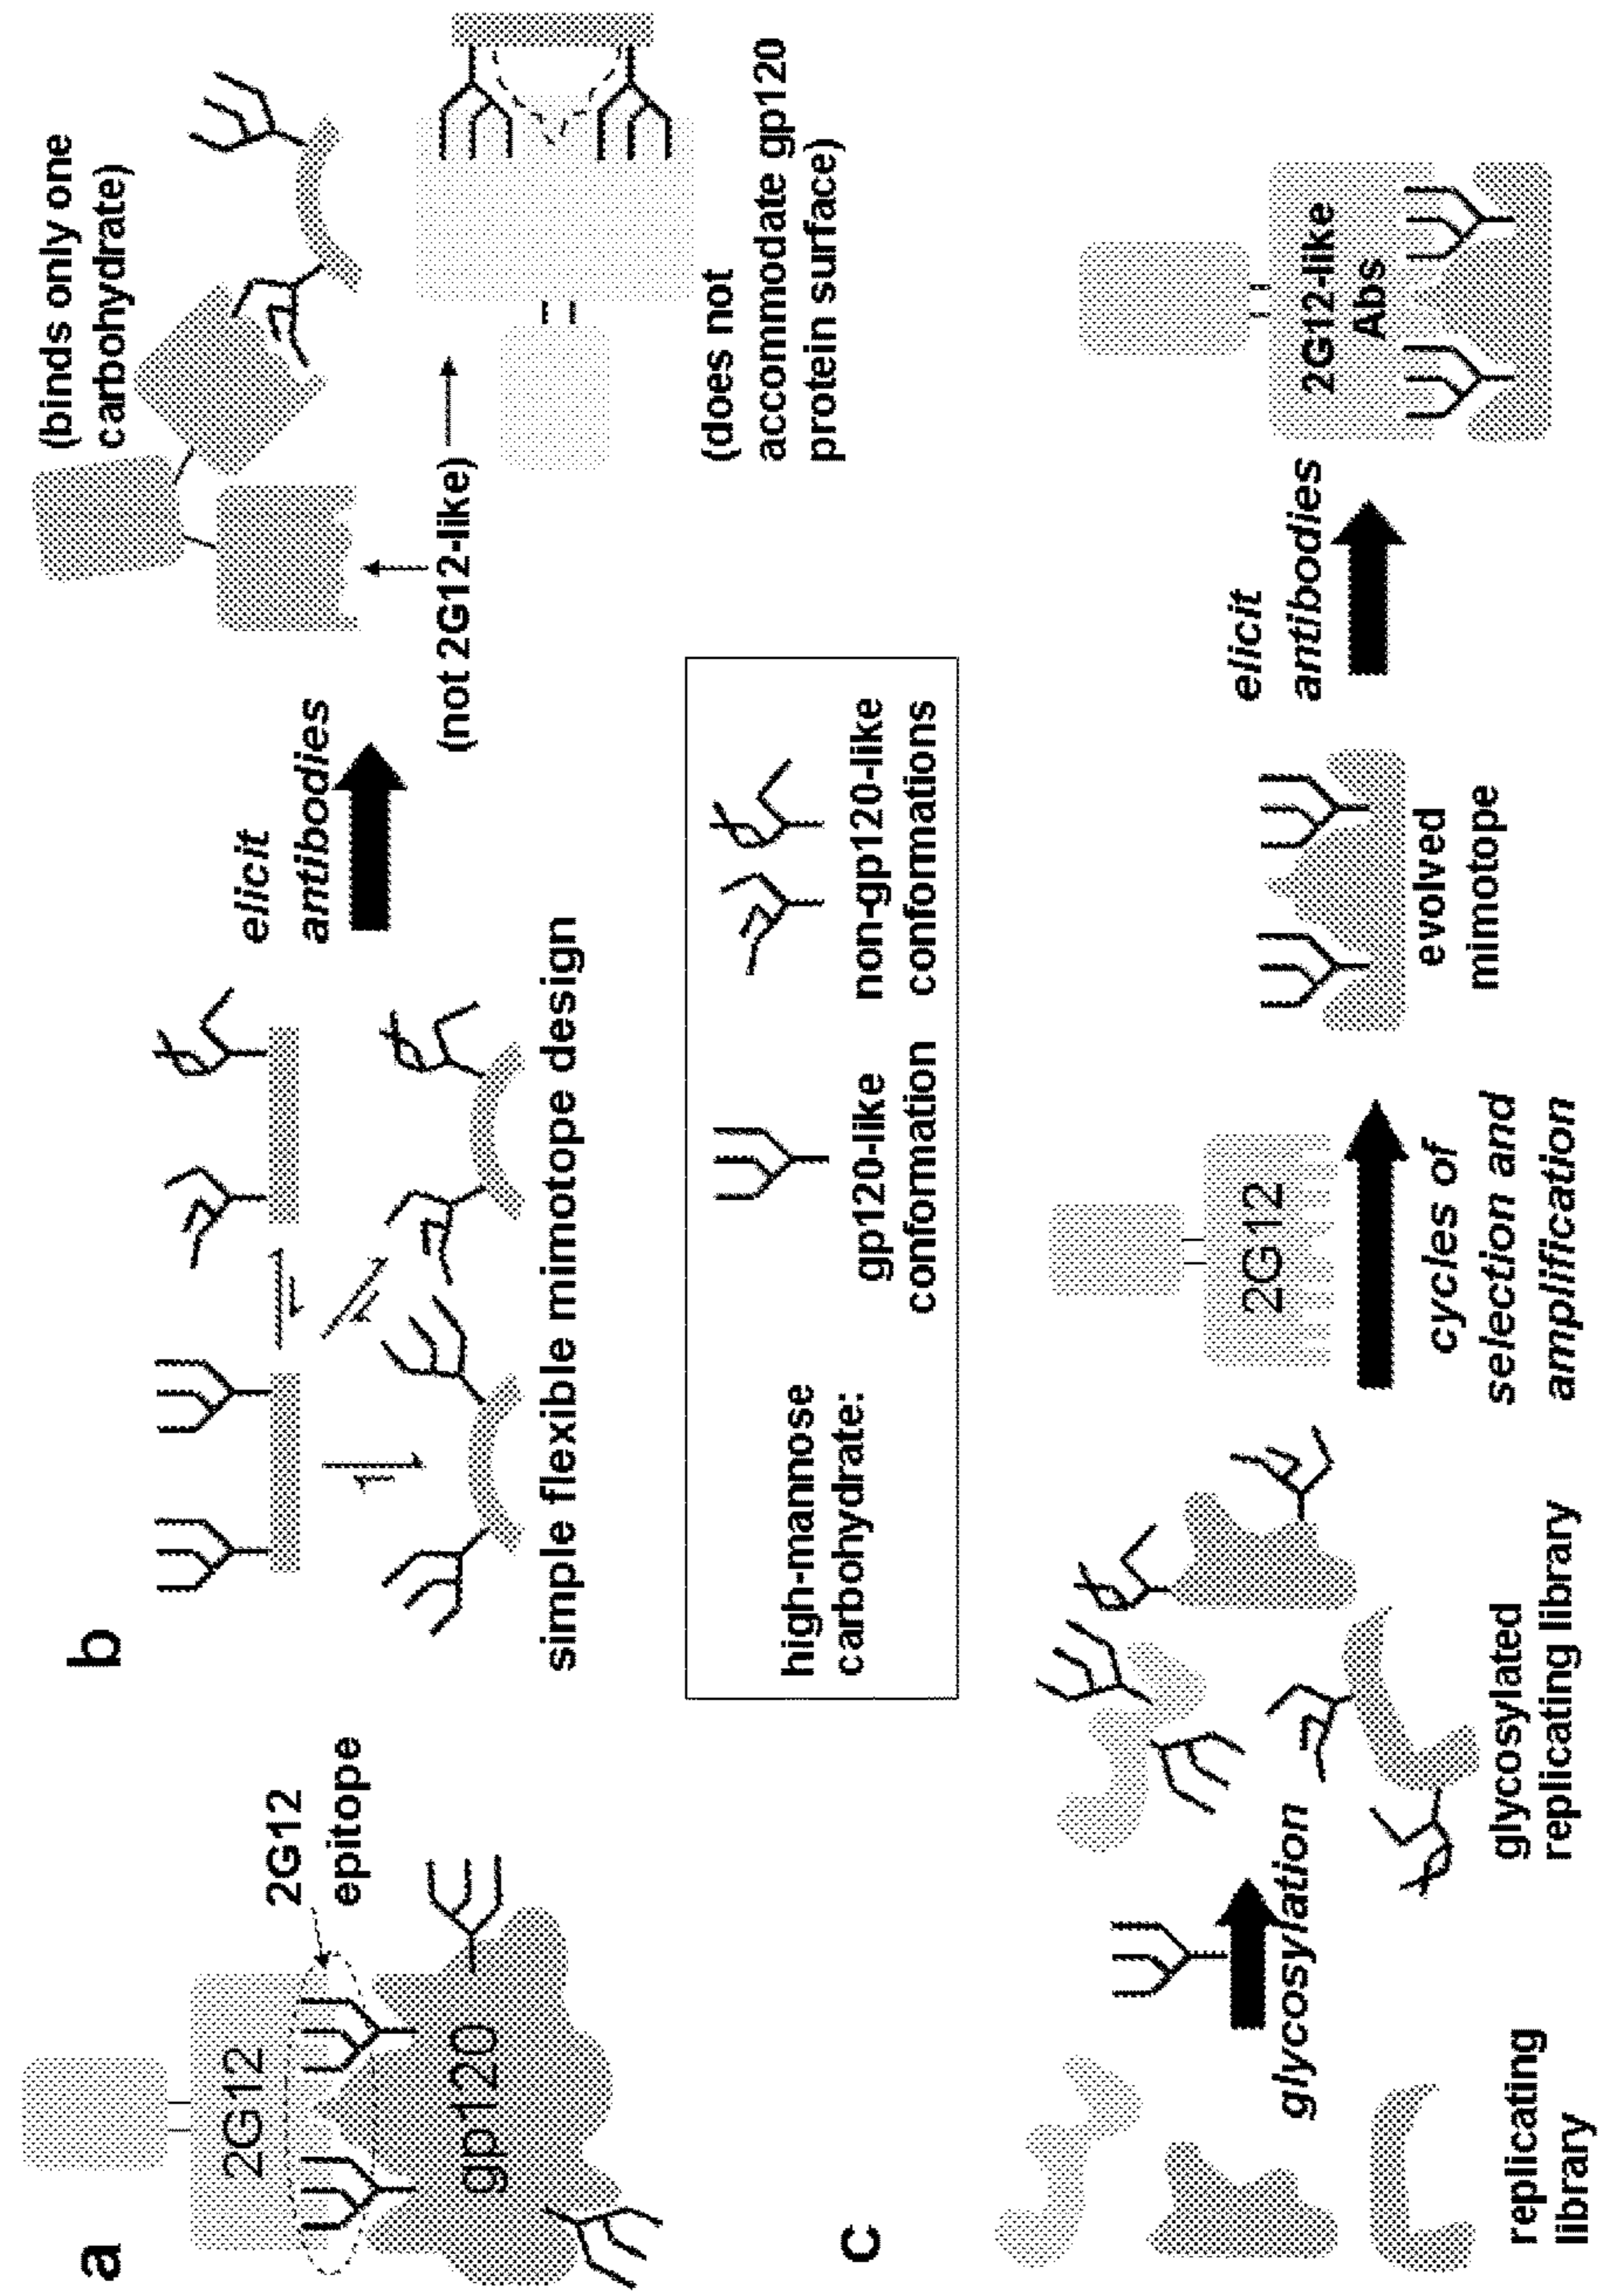 a
2G12
gp120
2G12
epitope
b
simple flexible mimotope design
elicit
antibodies
(binds only one
carbohydrate)
(not 2G12-like)
(does not
accommodate gp120
protein surface)
high-mannose
carbohydrate:
gp120-like
conformation
non-gp120-like
conformations
c
replicating
library
glycosylation
glycosylated
replicating library
2G12
cycles of
selection and
amplification
evolved
mimotope
elicit
antibodies
2G12-like
Abs